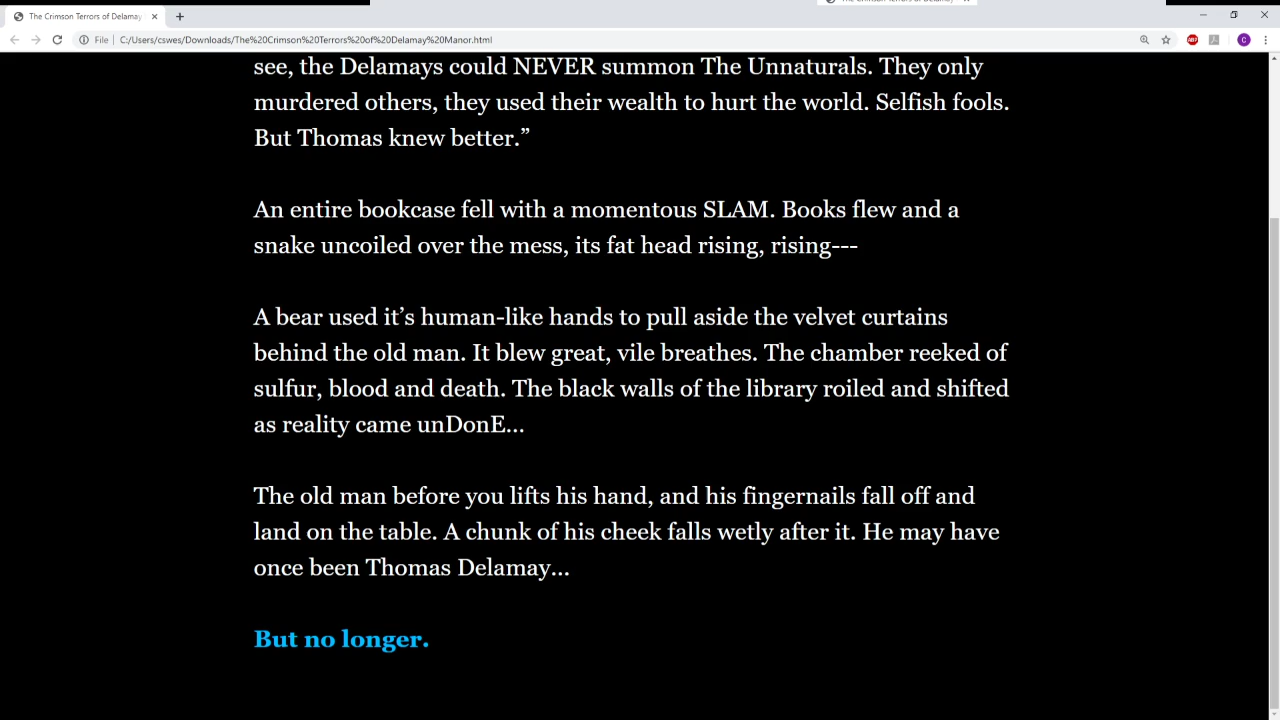 The Crimson Terrors of Delamay
File
C:/Users/cswes/Downloads/The%20Crimson%20Terrors%20of%20Delamay%20Manor.html
ABP
C
see, the Delamays could NEVER summon The Unnaturals. They only
murdered others, they used their wealth to hurt the world. Selfish fools.
But Thomas knew better.”
An entire bookcase fell with a momentous SLAM. Books flew and a
snake uncoiled over the mess, its fat head rising, rising---
A bear used it’s human-like hands to pull aside the velvet curtains
behind the old man. It blew great, vile breathes. The chamber reeked of
sulfur, blood and death. The black walls of the library roiled and shifted
as reality came unDonE...
The old man before you lifts his hand, and his fingernails fall off and
land on the table. A chunk of his cheek falls wetly after it. He may have
once been Thomas Delamay...
But no longer.